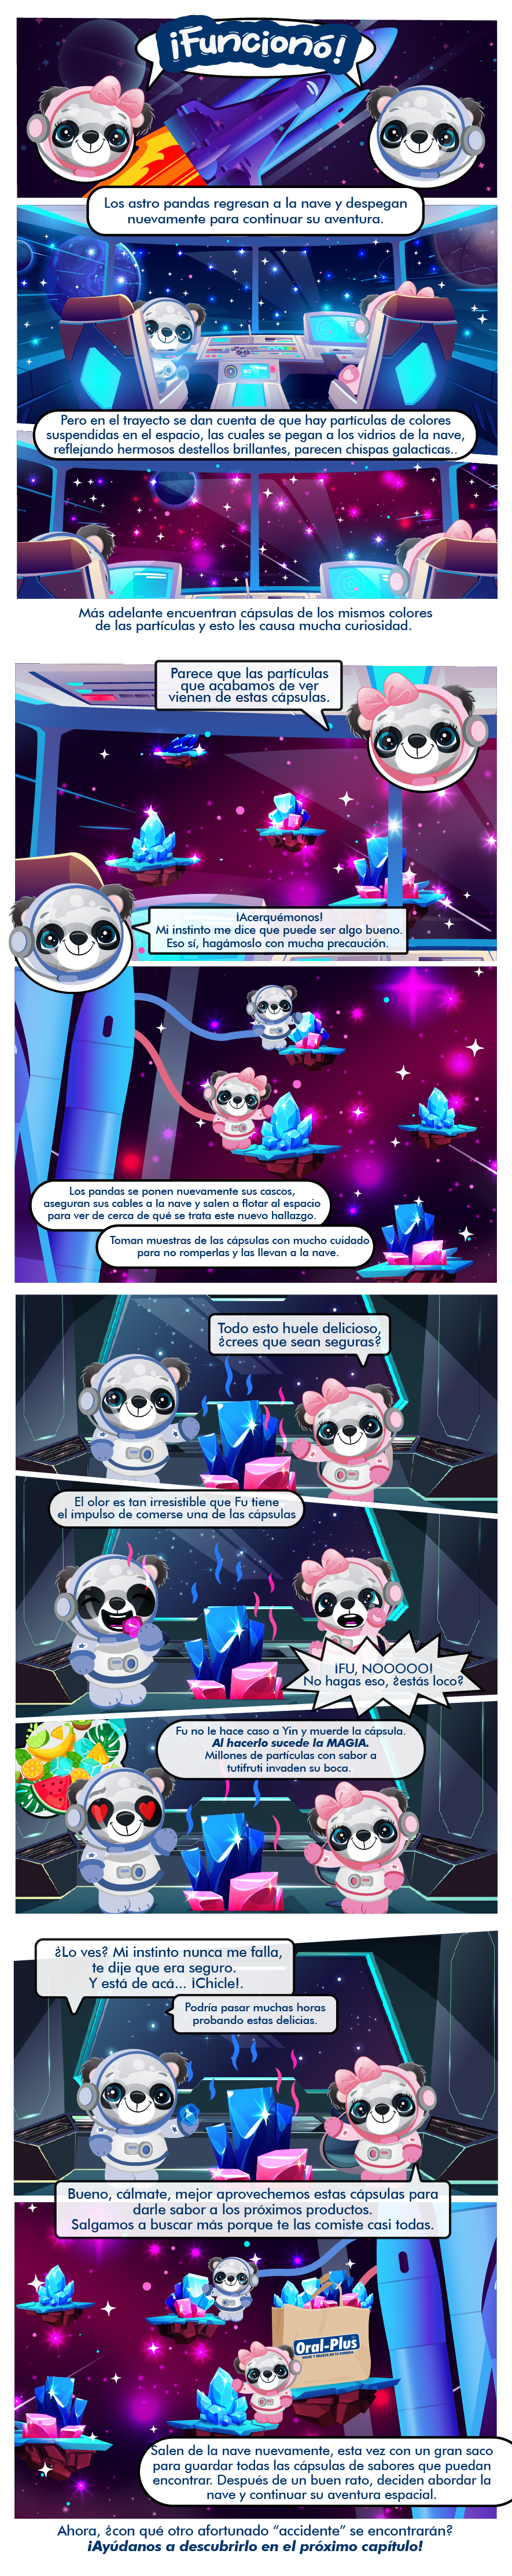 ¡Funcionó!
Los astro pandas regresan a la nave y despegan
nuevamente para continuar su aventura.
Pero en el trayecto se dan cuenta de que hay partículas de colores
suspendidas en el espacio, las cuales se pegan a los vidrios de la nave,
reflejando hermosos destellos brillantes, parecen chispas galacticas..
Más adelante encuentran cápsulas de los mismos colores
de las partículas y esto les causa mucha curiosidad.
Parece que las partículas
que acabamos de ver
vienen de estas cápsulas.
¡Acerquémonos!
Mi instinto me dice que puede ser algo bueno.
Eso sí, hagámoslo con mucha precaución.
Los pandas se ponen nuevamente sus cascos,
aseguran sus cables a la nave y salen a flotar al espacio
para ver de cerca de qué se trata este nuevo hallazgo.
Toman muestras de las cápsulas con mucho cuidado
para no romperlas y las llevan a la nave.
Todo esto huele delicioso,
¿crees que sean seguras?
El olor es tan irresistible que Fu tiene
el impulso de comerse una de las cápsulas
¡FU, NOOOOO!
No hagas eso, ¿estás loco?
Fu no le hace caso a Yin y muerde la cápsula.
Al hacerlo sucede la MAGIA.
Millones de partículas con sabor a
tutifruti invaden su boca.
¿Lo ves? Mi instinto nunca me falla,
te dije que era seguro.
Y está de acá... ¡Chicle!.
Podría pasar muchas horas
probando estas delicias.
Bueno, cálmate, mejor aprovechemos estas cápsulas para
darle sabor a los próximos productos.
Salgamos a buscar más porque te las comiste casi todas.
Oral-Plus
Salen de la nave nuevamente, esta vez con un gran saco
para guardar todas las cápsulas de sabores que puedan
encontrar. Después de un buen rato, deciden abordar la
nave y continuar su aventura espacial.
Ahora, ¿con qué otro afortunado “accidente” se encontrarán?
¡Ayúdanos a descubrirlo en el próximo capítulo!